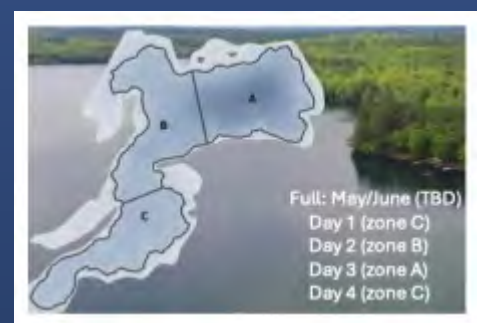 A
B
C
Full: May/June (TBD)
Day 1 (zone C)
Day 2 (zone B)
Day 3 (zone A)
Day 4 (zone C)